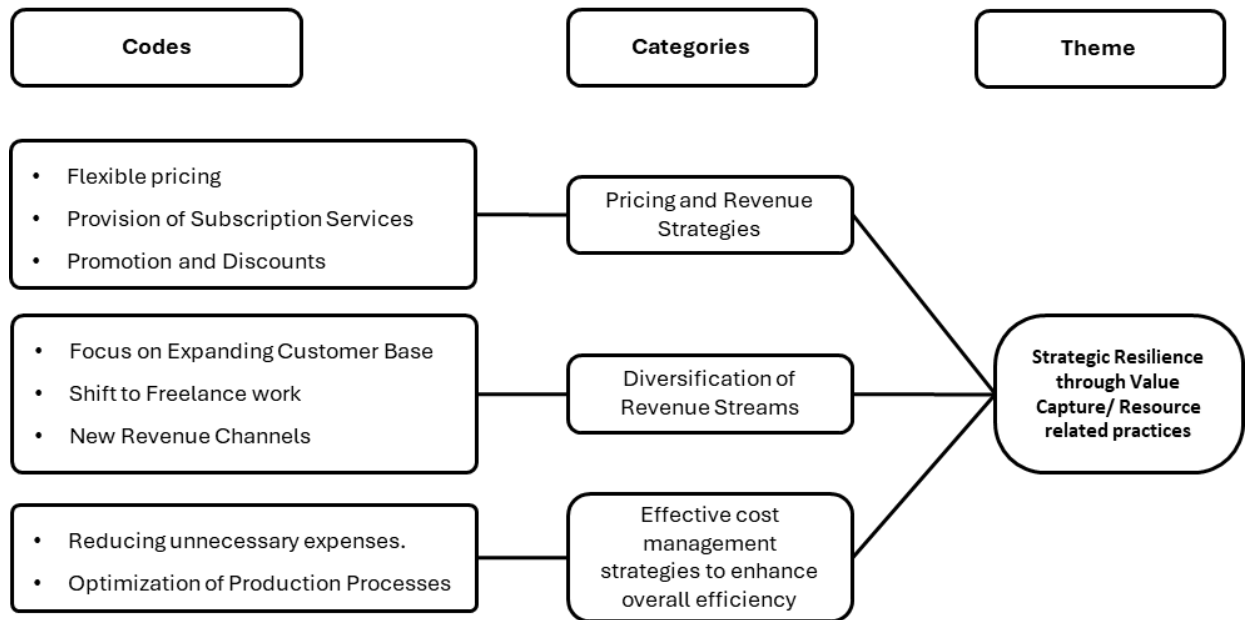 Codes
Categories
Theme
• Flexible pricing
• Provision of Subscription Services
• Promotion and Discounts
Pricing and Revenue
Strategies
• Focus on Expanding Customer Base
• Shift to Freelance work
• New Revenue Channels
Diversification of
Revenue Streams
Strategic Resilience
through Value
Capture/ Resource
related practices
• Reducing unnecessary expenses.
• Optimization of Production Processes
Effective cost
management
strategies to enhance
overall efficiency